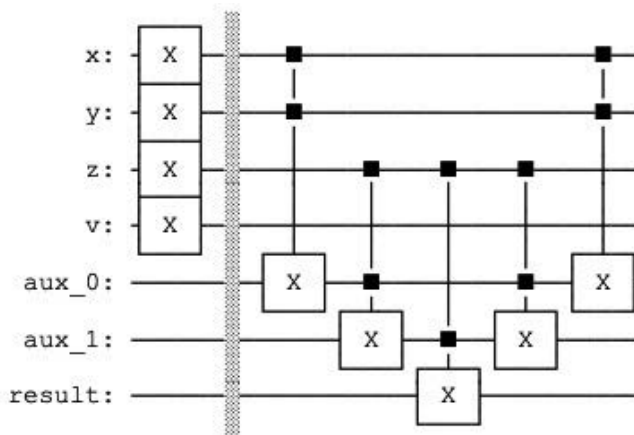 x: X
y: X
z: X
v: X
aux_0: X X
aux_1: X X
result: X